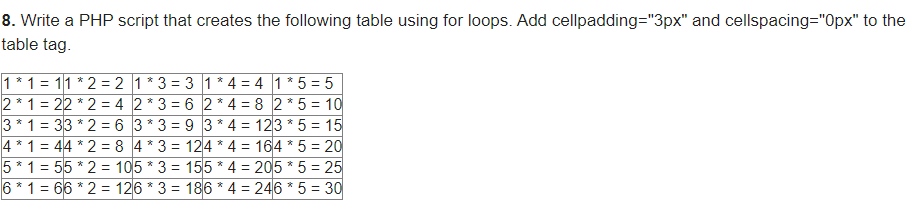 8. Write a PHP script that creates the following table using for loops. Add cellpadding="3px" and cellspacing="0px" to the
table tag.
1 * 1 = 1 1 * 2 = 2 1 * 3 = 3 1 * 4 = 4 1 * 5 = 5
2 * 1 = 2 2 * 2 = 4 2 * 3 = 6 2 * 4 = 8 2 * 5 = 10
3 * 1 = 3 3 * 2 = 6 3 * 3 = 9 3 * 4 = 12 3 * 5 = 15
4 * 1 = 4 4 * 2 = 8 4 * 3 = 12 4 * 4 = 16 4 * 5 = 20
5 * 1 = 5 5 * 2 = 10 5 * 3 = 15 5 * 4 = 20 5 * 5 = 25
6 * 1 = 6 6 * 2 = 12 6 * 3 = 18 6 * 4 = 24 6 * 5 = 30